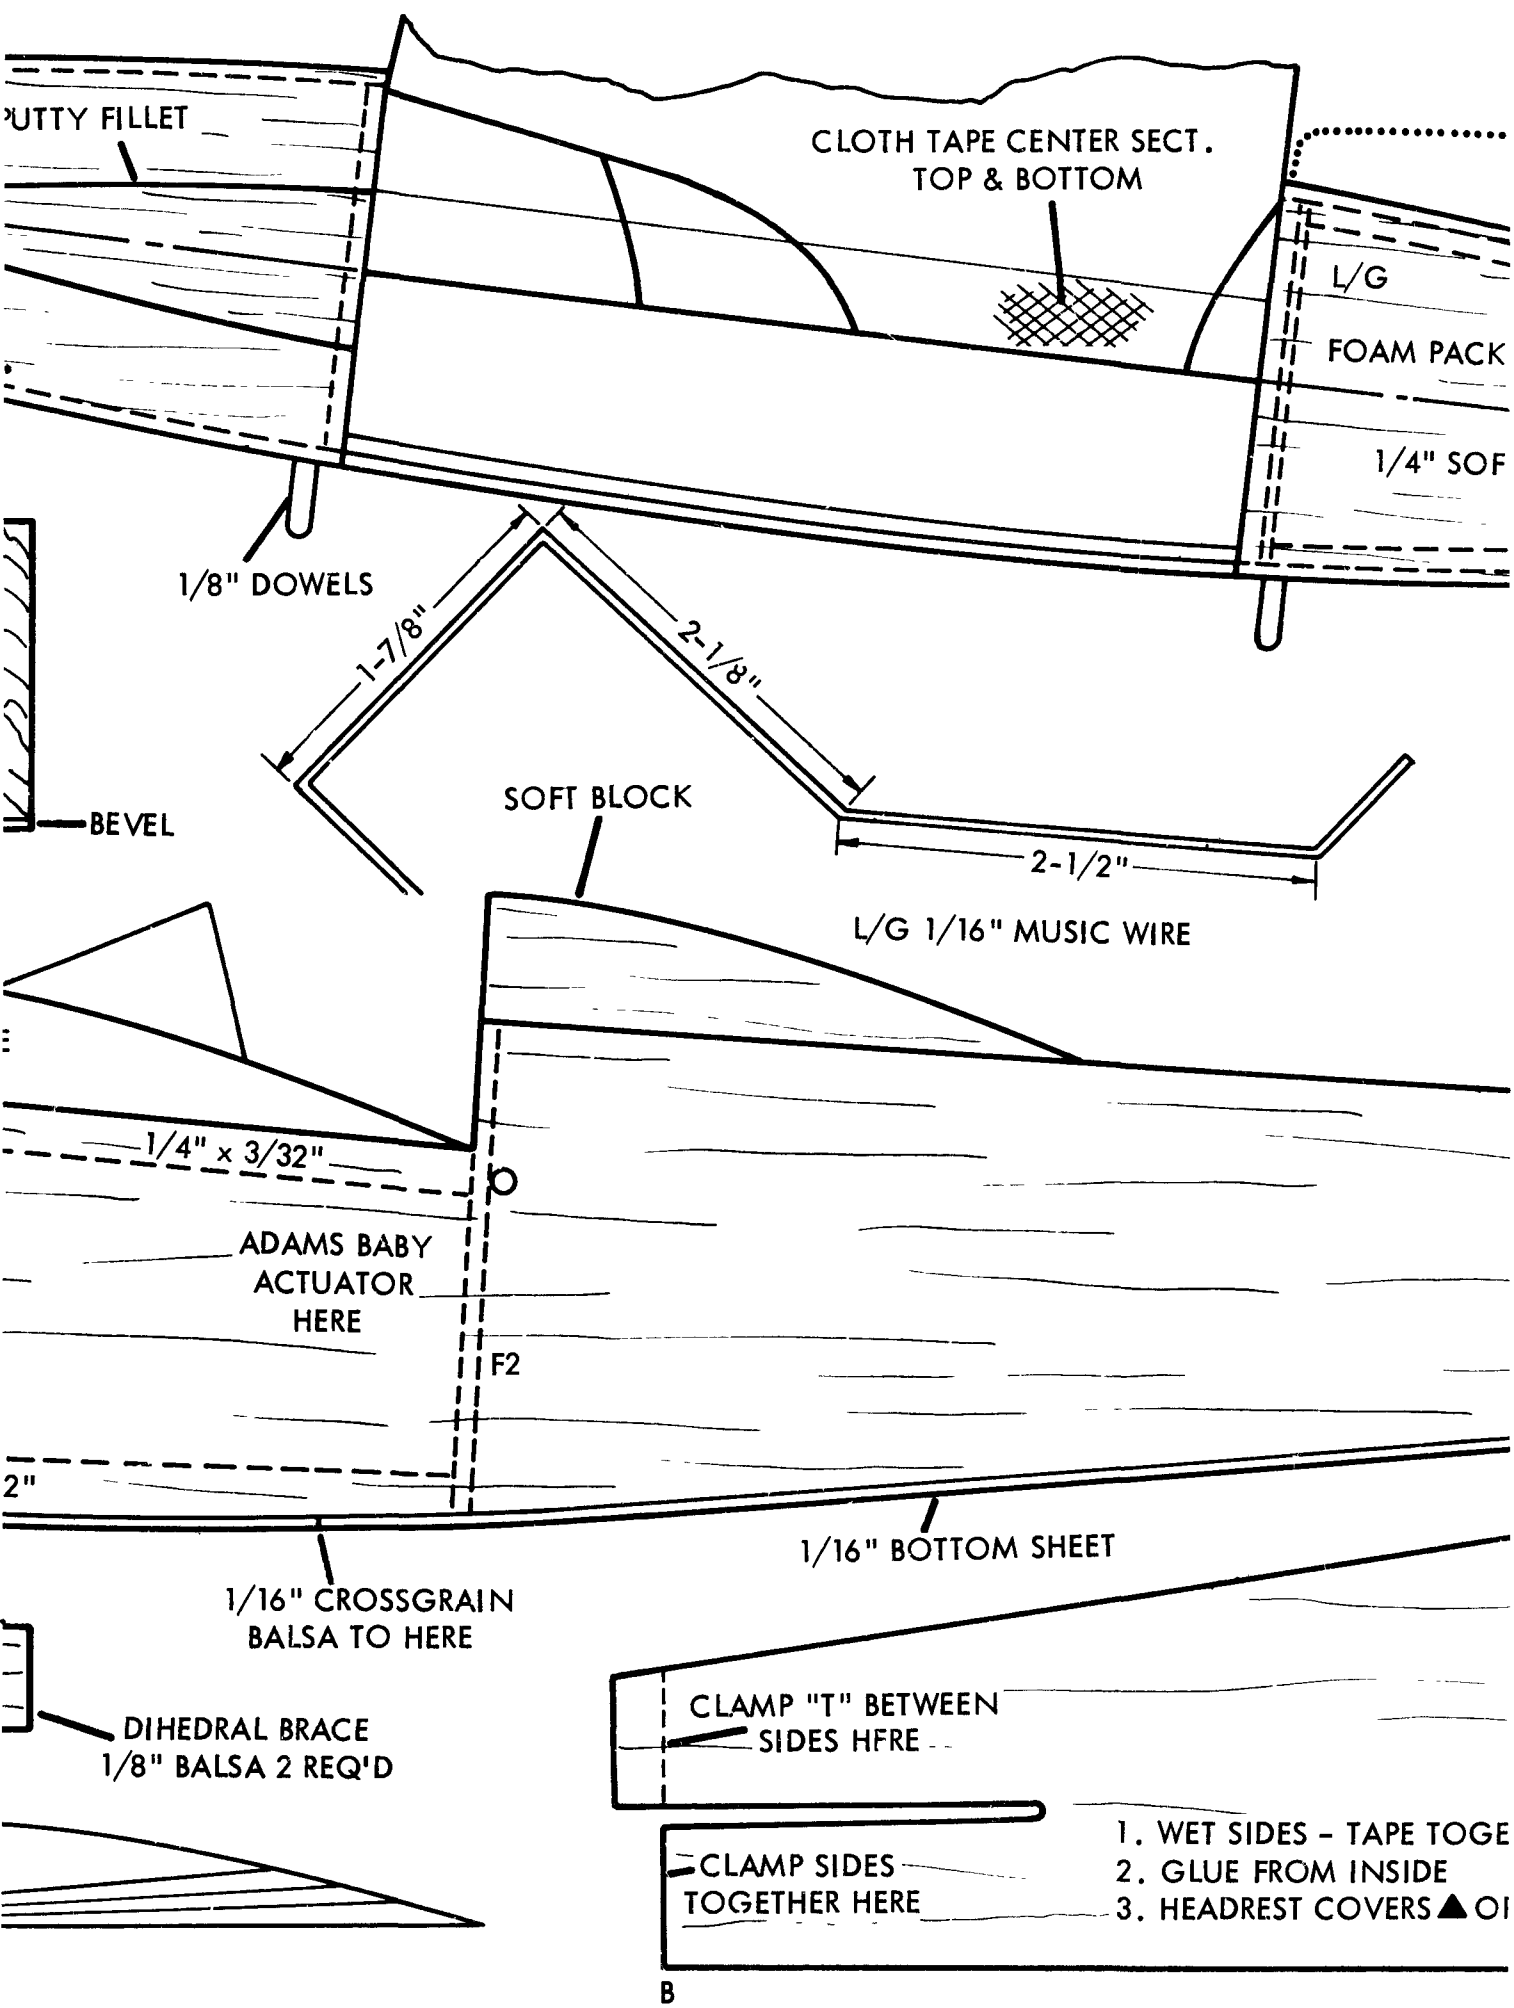 PUTTY FILLET
CLOTH TAPE CENTER SECT.
TOP & BOTTOM
L/G
FOAM PACK
1/4" SOF
1/8" DOWELS
1-7/8"
2-1/8"
SOFT BLOCK
BEVEL
2-1/2"
L/G 1/16" MUSIC WIRE
E
1/4" x 3/32"
ADAMS BABY
ACTUATOR
HERE
F2
2"
1/16" BOTTOM SHEET
1/16" CROSSGRAIN
BALSA TO HERE
CLAMP "T" BETWEEN
SIDES HERE
DIHEDRAL BRACE
1/8" BALSA 2 REQ'D
1. WET SIDES - TAPE TOGE
2. GLUE FROM INSIDE
3. HEADREST COVERS ▲ OF
CLAMP SIDES
TOGETHER HERE
B